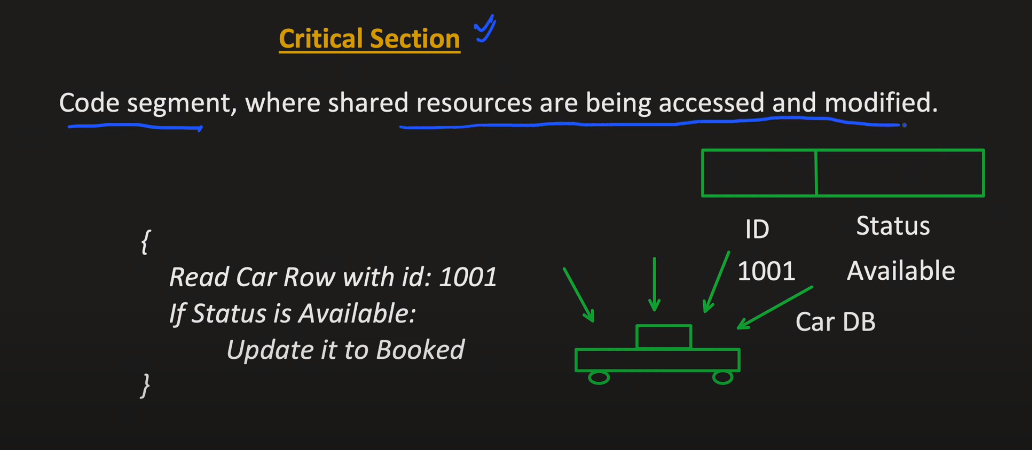 Critical Section
Code segment, where shared resources are being accessed and modified.
ID Status
1001 Available
Car DB
{
Read Car Row with id: 1001
If Status is Available:
Update it to Booked
}